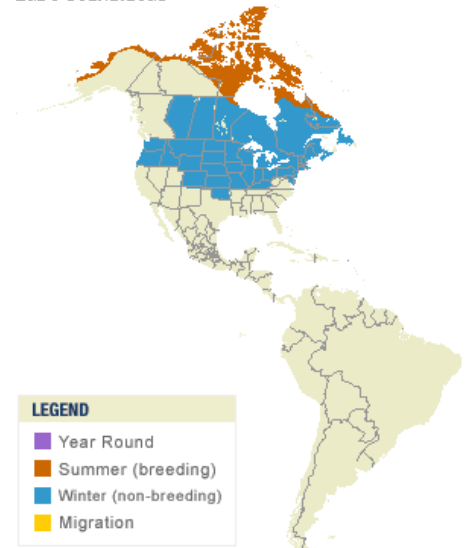 LEGEND
Year Round
Summer (breeding)
Winter (non-breeding)
Migration